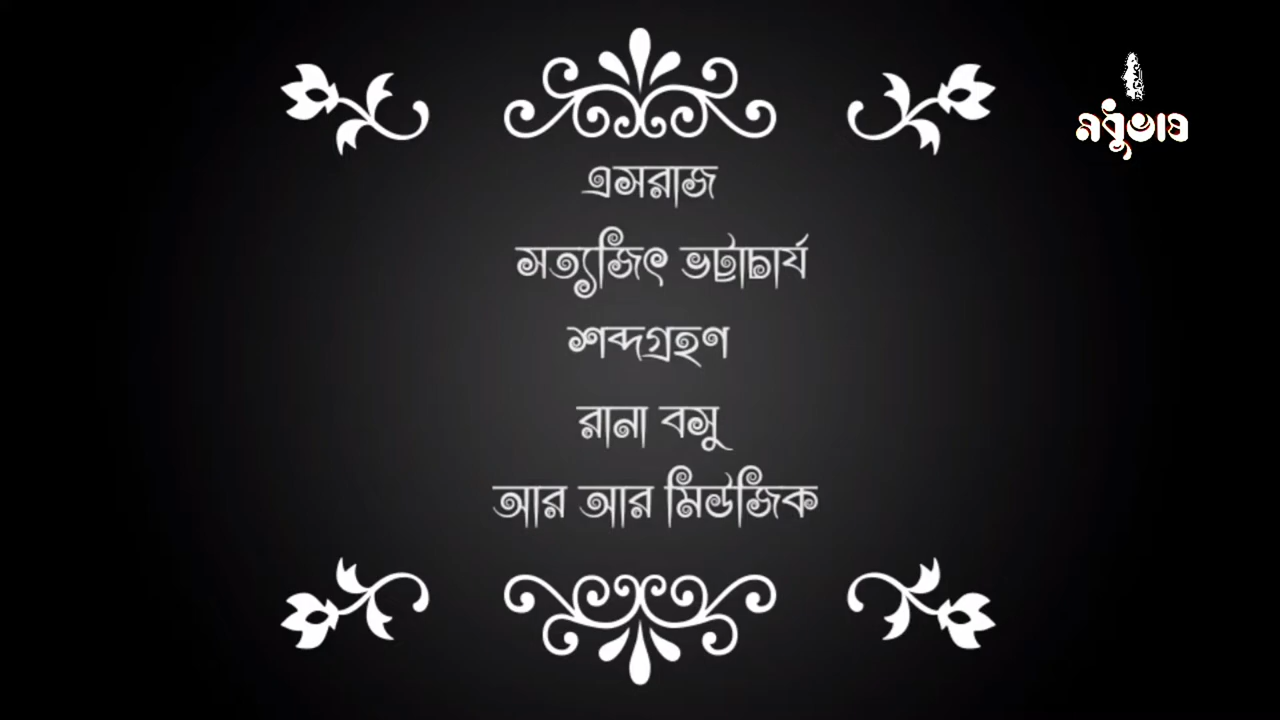 এসরাজ
সত্যজিৎ ভট্টাচার্য
শব্দগ্রহণ
রানা বসু
আর আর মিউজিক